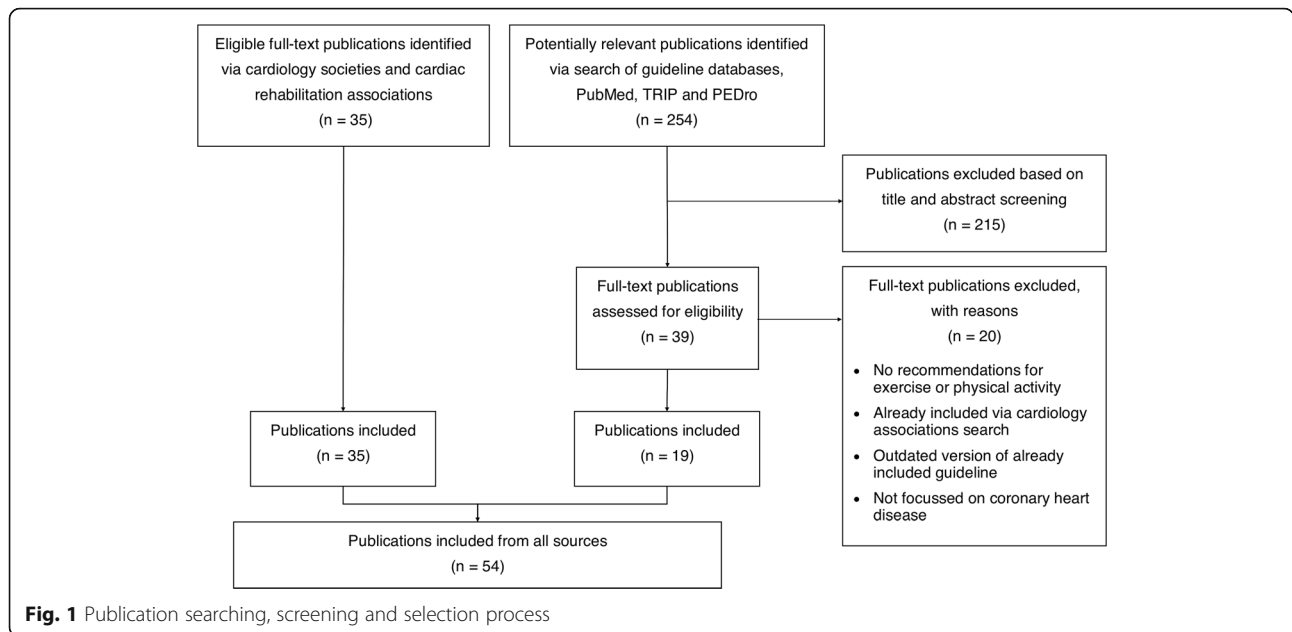 Eligible full-text publications identified
via cardiology societies and cardiac
rehabilitation associations
(n = 35)
Potentially relevant publications identified
via search of guideline databases,
PubMed, TRIP and PEDro
(n = 254)
Publications excluded based on
title and abstract screening
(n = 215)
Full-text publications
assessed for eligibility
(n = 39)
Full-text publications excluded,
with reasons
(n = 20)
• No recommendations for
exercise or physical activity
• Already included via cardiology
associations search
• Outdated version of already
included guideline
• Not focussed on coronary heart
disease
Publications included
(n = 35)
Publications included
(n = 19)
Publications included from all sources
(n = 54)
Fig. 1 Publication searching, screening and selection process